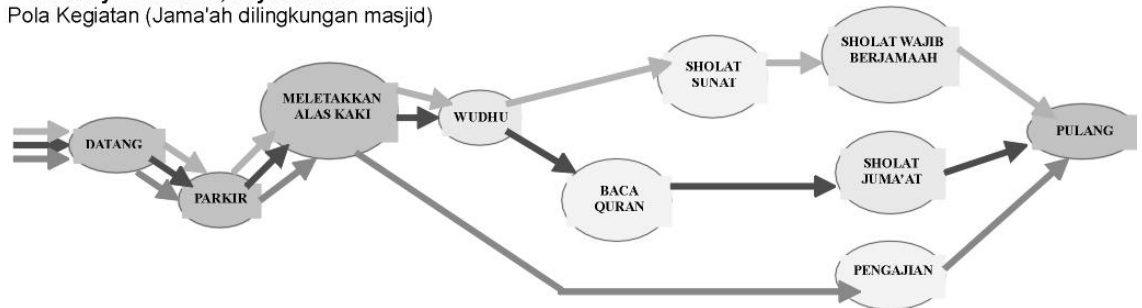 Pola Kegiatan (Jama'ah dilingkungan masjid)
DATANG
PARKIR
MELETAKKAN
ALAS KAKI
WUDHU
SHOLAT
SUNAT
SHOLAT WAJIB
BERJAMAAH
BACA
QURAN
SHOLAT
JUMA'AT
PENGAJIAN
PULANG